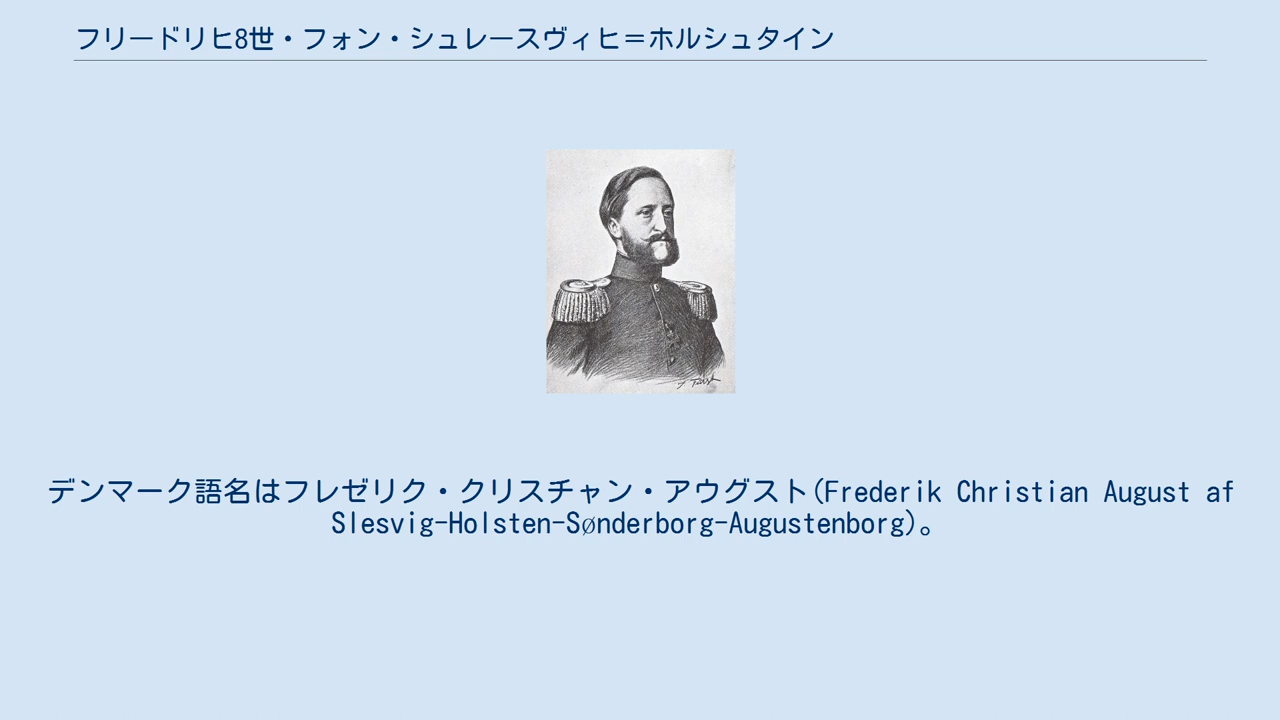 フリードリヒ8世・フォン・シュレースヴィヒ＝ホルシュタイン
デンマーク語名はフレゼリク・クリスチャン・アウグスト(Frederik Christian August af
Slesvig-Holsten-Sønderborg-Augustenborg)。